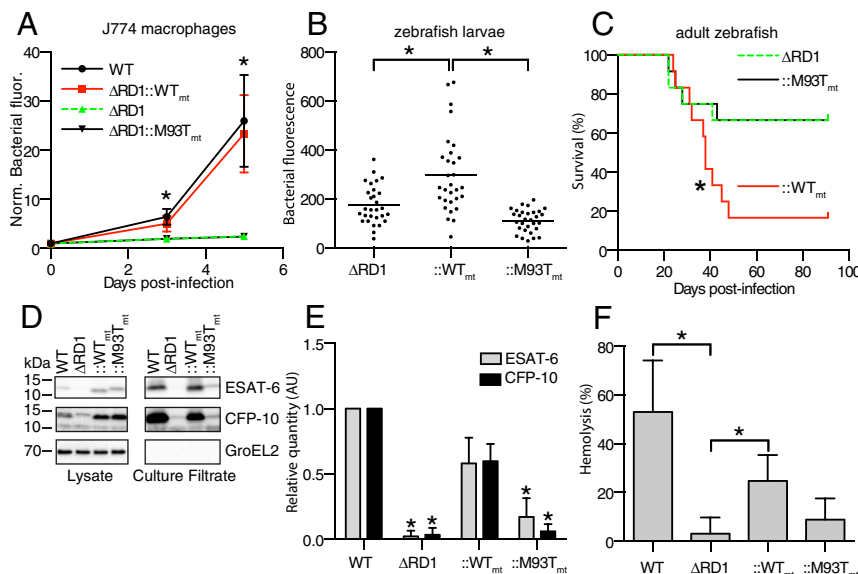 A J774 macrophages
Norm. Bacterial fluor.
40
30
20
10
0
WT
ΔRD1::WTmt
ΔRD1
ΔRD1::M93Tmt
*
*
0 2 4 6
Days post-infection
B zebrafish larvae
Bacterial fluorescence
800
600
400
200
0
* *
ΔRD1 ::WTmt ::M93Tmt
C adult zebrafish
Survival (%)
100
80
60
40
20
0
ΔRD1
::M93Tmt
::WTmt
*
0 20 40 60 80 100
Days post-infection
D
kDa WT ΔRD1 ::WTmt ::M93Tmt WT ΔRD1 ::WTmt ::M93Tmt
15
10
ESAT-6
15
10
CFP-10
70
GroEL2
Lysate Culture Filtrate
E
Relative quantity (AU)
1.5
1.0
0.5
0.0
ESAT-6
CFP-10
* * * *
WT ΔRD1 ::WTmt ::M93Tmt
F
Hemolysis (%)
80
60
40
20
0
*
*
WT ΔRD1 ::WTmt ::M93Tmt